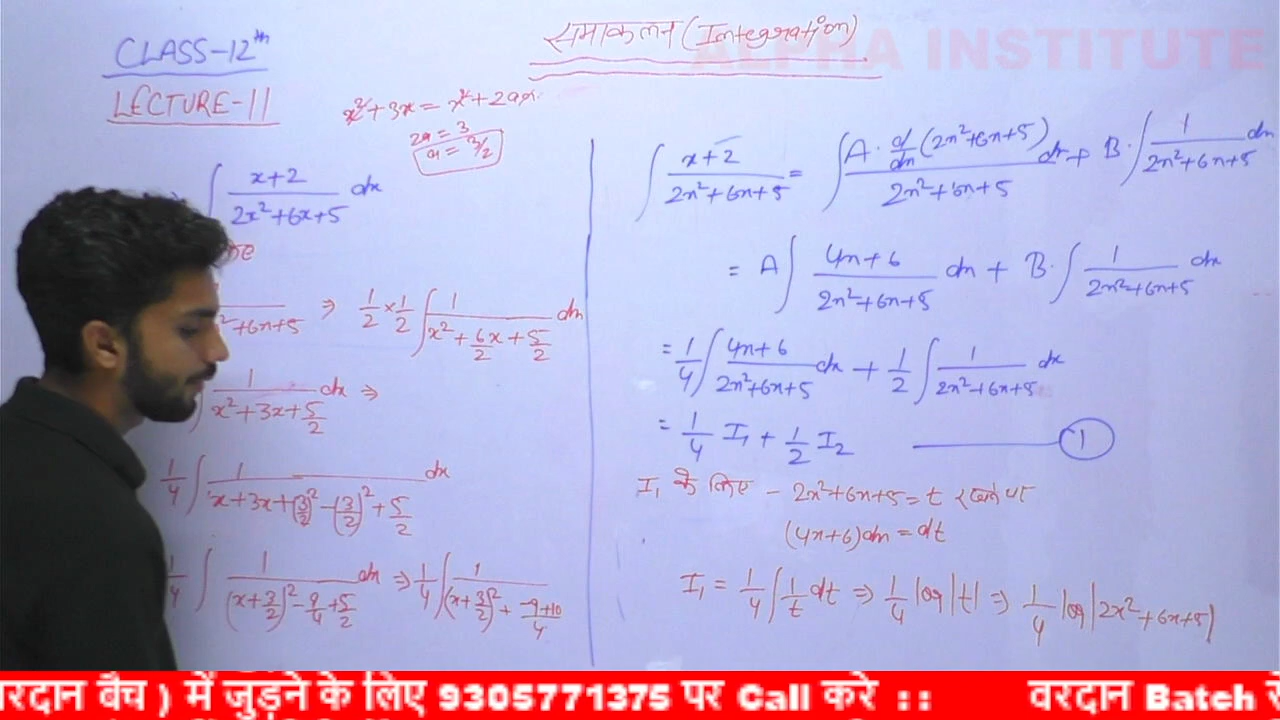 समाकलन (Integration)
ALPHA INSTITUTE
CLASS-12th
LECTURE-11
x²+3x = x²+2ax
2a = 3
a = 3/2
∫ x+2 / 2x²+6x+5 dx
²+6x+5 ⇒ 1/2 × 1/2 ∫ 1 / x² + 6x/2 + 5/2 dx
∫ 1 / x²+3x+5/2 dx ⇒
1/4 ∫ 1 / x+3x+(3/2)²-(3/2)²+5/2 dx
1/4 ∫ 1 / (x+3/2)² - 9/4 + 5/2 dx ⇒ 1/4 ∫ 1 / (x+3/2)² + -9+10/4
∫ x+2 / 2x²+6x+5 = ∫ A · d/dx (2x²+6x+5) / 2x²+6x+5 dx + B · ∫ 1 / 2x²+6x+5 dx
= A ∫ 4x+6 / 2x²+6x+5 dx + B · ∫ 1 / 2x²+6x+5 dx
= 1/4 ∫ 4x+6 / 2x²+6x+5 dx + 1/2 ∫ 1 / 2x²+6x+5 dx
= 1/4 I₁ + 1/2 I₂ ——— 1
I₁ के लिए - 2x²+6x+5 = t रखने पर
(4x+6)dx = dt
I₁ = 1/4 ∫ 1/t dt ⇒ 1/4 log|t| ⇒ 1/4 log|2x²+6x+5|
वरदान बैच ) में जुड़ने के लिए 9305771375 पर Call करे : : वरदान Batch